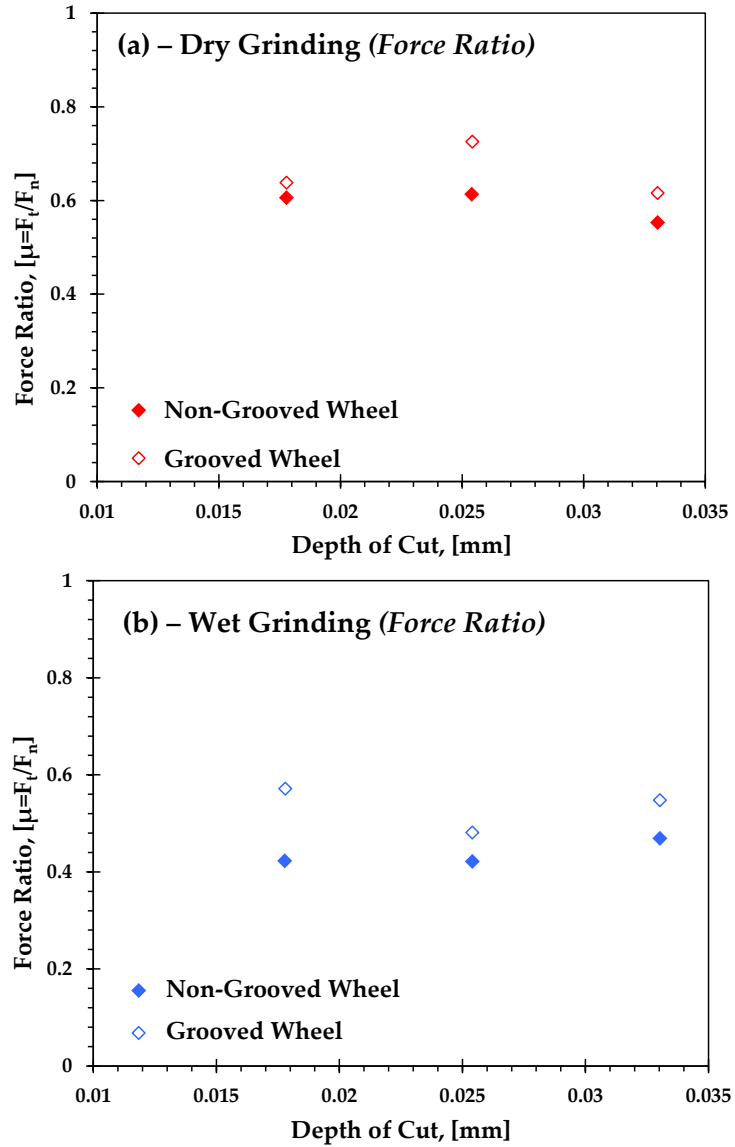 (a) – Dry Grinding (Force Ratio)
1
0.8
0.6
0.4
0.2
0
Force Ratio, [µ=Ft/Fn]
Non-Grooved Wheel
Grooved Wheel
0.01 0.015 0.02 0.025 0.03 0.035
Depth of Cut, [mm]
(b) – Wet Grinding (Force Ratio)
1
0.8
0.6
0.4
0.2
0
Force Ratio, [µ=Ft/Fn]
Non-Grooved Wheel
Grooved Wheel
0.01 0.015 0.02 0.025 0.03 0.035
Depth of Cut, [mm]